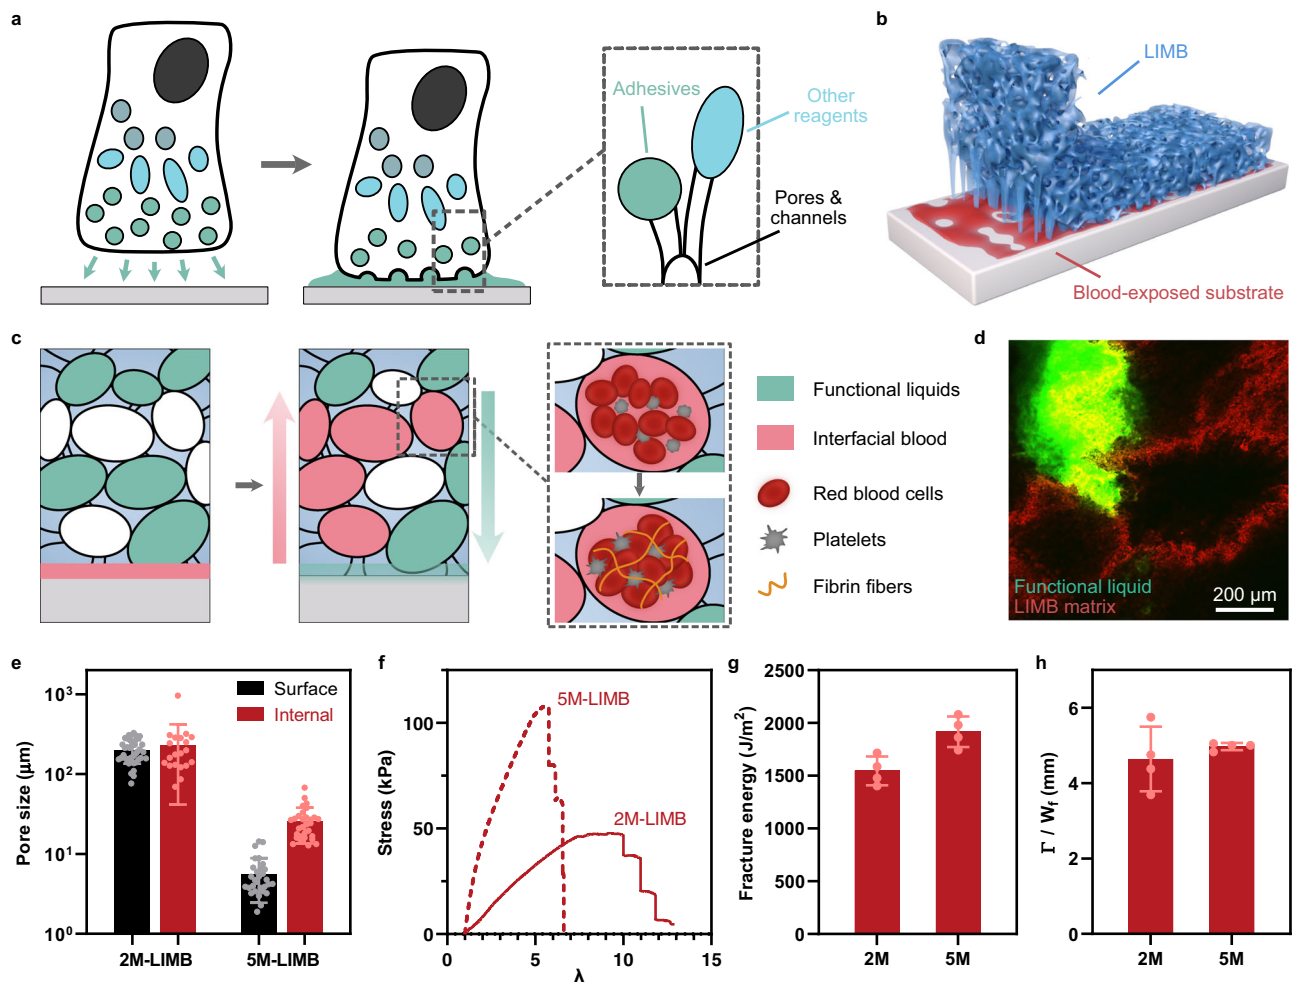 a
Adhesives
Other
reagents
Pores &
channels
b
LIMB
Blood-exposed substrate
c
Functional liquids
Interfacial blood
Red blood cells
Platelets
Fibrin fibers
d
Functional liquid
LIMB matrix
200 μm
e
Pore size (μm)
10³
10²
10¹
10⁰
Surface
Internal
2M-LIMB
5M-LIMB
f
Stress (kPa)
100
50
0
5M-LIMB
2M-LIMB
0
5
10
15
λ
g
Fracture energy (J/m²)
2500
2000
1500
1000
500
0
2M
5M
h
Γ / Wf (mm)
6
4
2
0
2M
5M